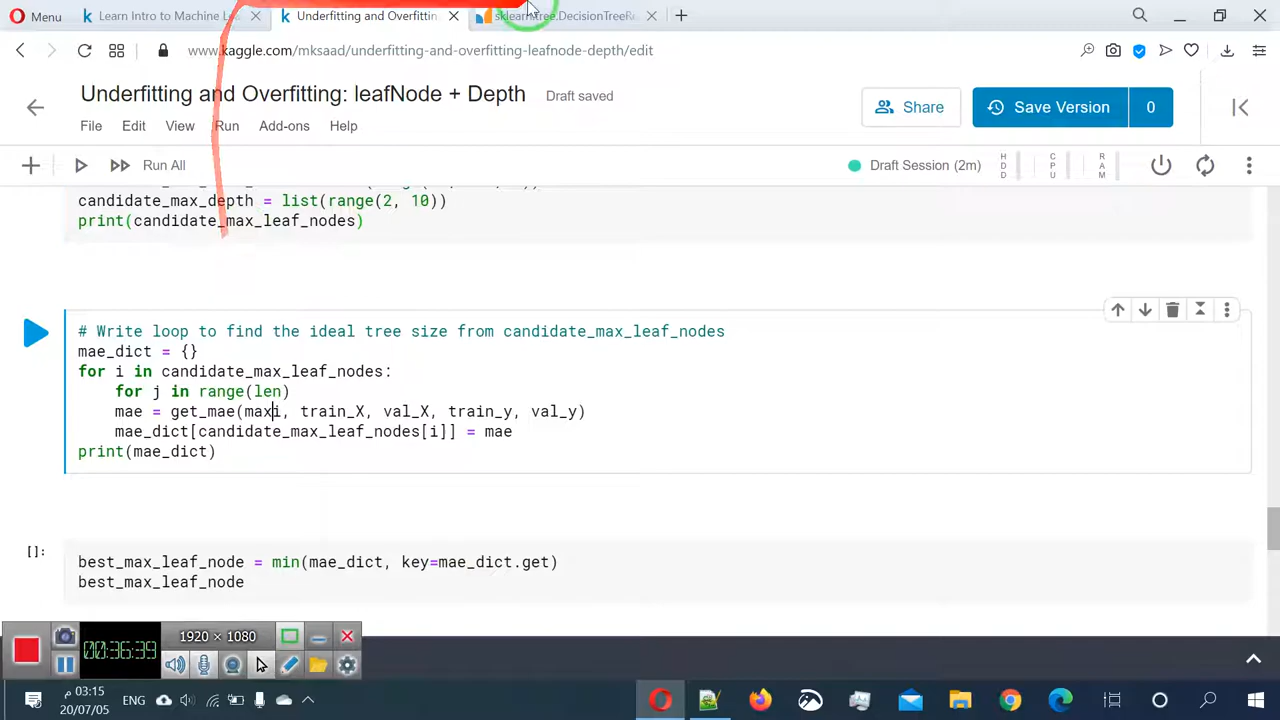 Menu
Learn Intro to Machine Le
Underfitting and Overfittin
sklearn.tree.DecisionTreeRe
www.kaggle.com/mksaad/underfitting-and-overfitting-leafnode-depth/edit
Underfitting and Overfitting: leafNode + Depth
Draft saved
Share
Save Version
0
File
Edit
View
Run
Add-ons
Help
Run All
Draft Session (2m)
HDD
CPU
RAM
candidate_max_depth = list(range(2, 10))
print(candidate_max_leaf_nodes)
# Write loop to find the ideal tree size from candidate_max_leaf_nodes
mae_dict = {}
for i in candidate_max_leaf_nodes:
for j in range(len)
mae = get_mae(maxi, train_X, val_X, train_y, val_y)
mae_dict[candidate_max_leaf_nodes[i]] = mae
print(mae_dict)
[]:
best_max_leaf_node = min(mae_dict, key=mae_dict.get)
best_max_leaf_node
1920 × 1080
00:36:39
ENG
03:15 م
20/07/05